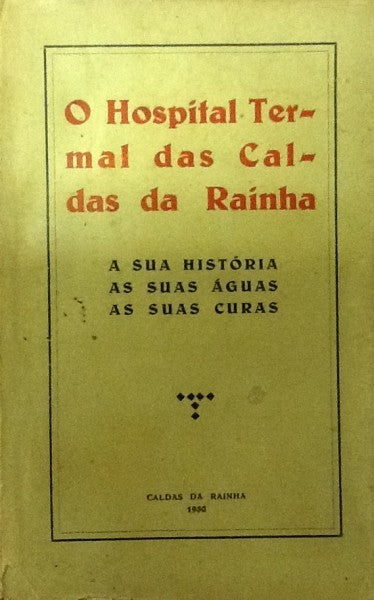 O Hospital Ter-
mal das Cal-
das da Rainha
A SUA HISTÓRIA
AS SUAS ÁGUAS
AS SUAS CURAS
CALDAS DA RAINHA
1930